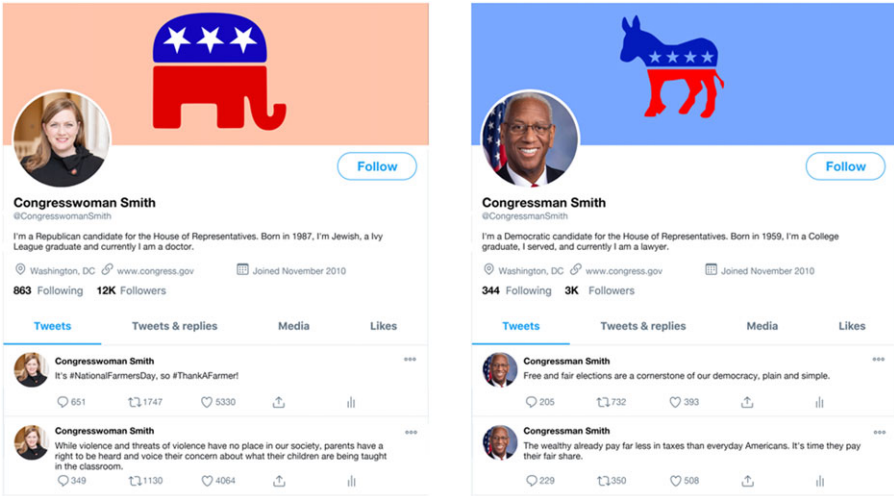 Follow
Congresswoman Smith
@CongresswomanSmith
I'm a Republican candidate for the House of Representatives. Born in 1987, I'm Jewish, a Ivy
League graduate and currently I am a doctor.
Washington, DC www.congress.gov Joined November 2010
863 Following 12K Followers
Tweets Tweets & replies Media Likes
Congresswoman Smith
It's #NationalFarmersDay, so #ThankAFarmer!
651 1747 5330
Congresswoman Smith
While violence and threats of violence have no place in our society, parents have a
right to be heard and voice their concern about what their children are being taught
in the classroom.
349 1130 4064
Follow
Congressman Smith
@CongressmanSmith
I'm a Democratic candidate for the House of Representatives. Born in 1959, I'm a College
graduate, I served, and currently I am a lawyer.
Washington, DC www.congress.gov Joined November 2010
344 Following 3K Followers
Tweets Tweets & replies Media Likes
Congressman Smith
Free and fair elections are a cornerstone of our democracy, plain and simple.
205 732 393
Congressman Smith
The wealthy already pay far less in taxes than everyday Americans. It's time they pay
their fair share.
229 350 508